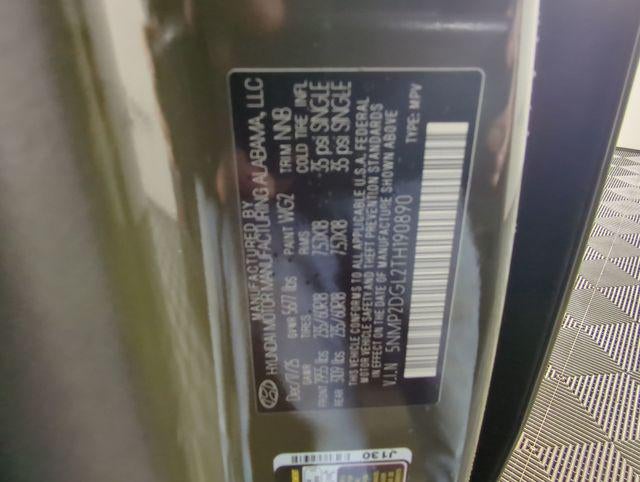 MANUFACTURED BY
HYUNDAI MOTOR MANUFACTURING ALABAMA, LLC
Dec/17/25 GVWR 5917 lbs PAINT WG2 TRIM NNB
GAWR TIRES RIMS COLD TIRE INFL
FRONT 2955 lbs 235/60R18 7.5JX18 35 psi SINGLE
REAR 3109 lbs 235/60R18 7.5JX18 35 psi SINGLE
THIS VEHICLE CONFORMS TO ALL APPLICABLE U.S.A. FEDERAL
MOTOR VEHICLE SAFETY AND THEFT PREVENTION STANDARDS
IN EFFECT ON THE DATE OF MANUFACTURE SHOWN ABOVE
V.I.N 5NMP2DGL2TH190890 TYPE: MPV
J130